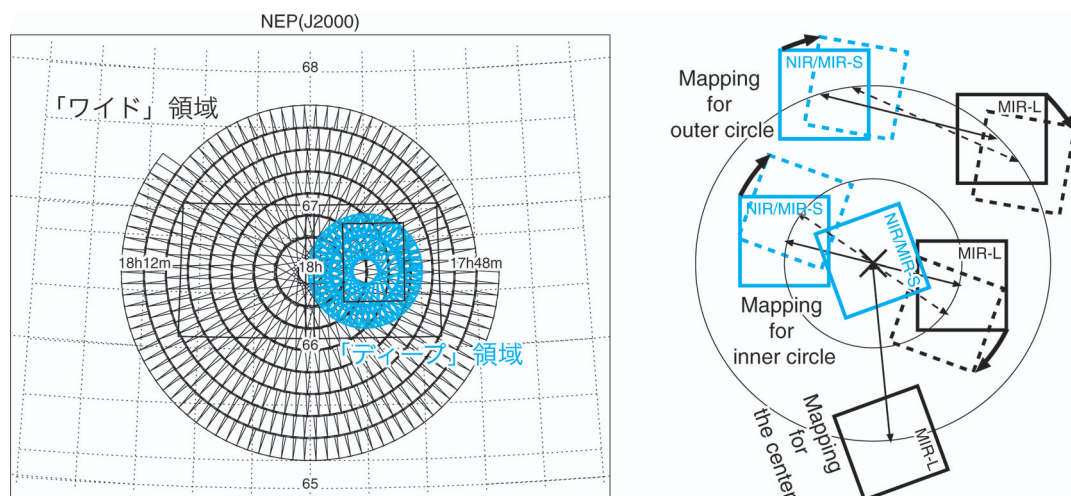 NEP(J2000)
68
「ワイド」領域
67
18h12m
18h
17h48m
66
「ディープ」領域
65
NIR/MIR-S
Mapping
for
outer circle
MIR-L
NIR/MIR-S
NIR/MIR-S
MIR-L
Mapping
for
inner circle
Mapping
for
the center
MIR-L